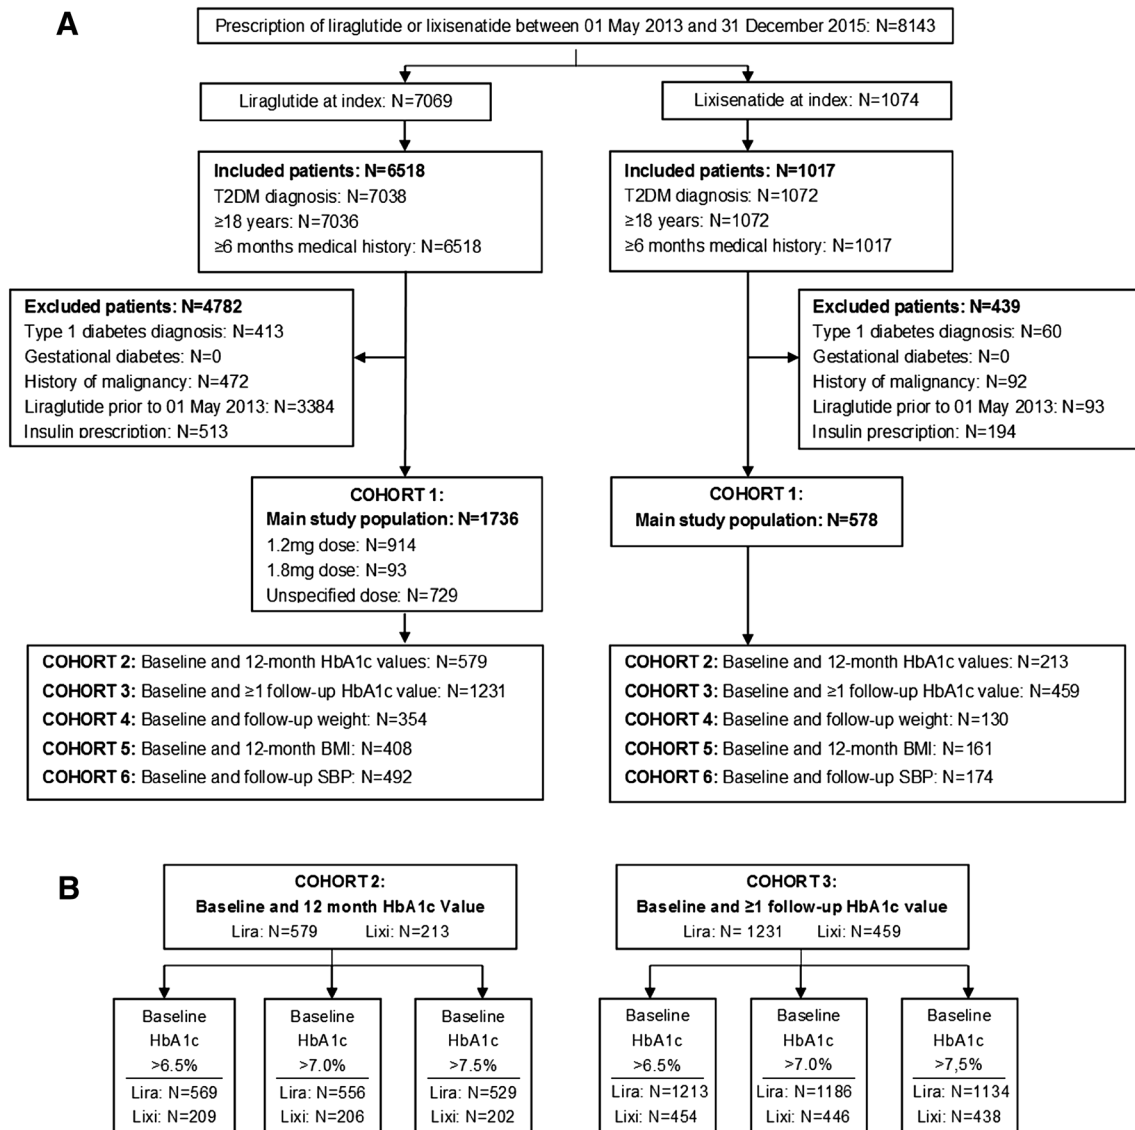 A
Prescription of liraglutide or lixisenatide between 01 May 2013 and 31 December 2015: N=8143
Liraglutide at index: N=7069
Lixisenatide at index: N=1074
Included patients: N=6518
T2DM diagnosis: N=7038
≥18 years: N=7036
≥6 months medical history: N=6518
Included patients: N=1017
T2DM diagnosis: N=1072
≥18 years: N=1072
≥6 months medical history: N=1017
Excluded patients: N=4782
Type 1 diabetes diagnosis: N=413
Gestational diabetes: N=0
History of malignancy: N=472
Liraglutide prior to 01 May 2013: N=3384
Insulin prescription: N=513
Excluded patients: N=439
Type 1 diabetes diagnosis: N=60
Gestational diabetes: N=0
History of malignancy: N=92
Liraglutide prior to 01 May 2013: N=93
Insulin prescription: N=194
COHORT 1:
Main study population: N=1736
1.2mg dose: N=914
1.8mg dose: N=93
Unspecified dose: N=729
COHORT 1:
Main study population: N=578
COHORT 2: Baseline and 12-month HbA1c values: N=579
COHORT 3: Baseline and ≥1 follow-up HbA1c value: N=1231
COHORT 4: Baseline and follow-up weight: N=354
COHORT 5: Baseline and 12-month BMI: N=408
COHORT 6: Baseline and follow-up SBP: N=492
COHORT 2: Baseline and 12-month HbA1c values: N=213
COHORT 3: Baseline and ≥1 follow-up HbA1c value: N=459
COHORT 4: Baseline and follow-up weight: N=130
COHORT 5: Baseline and 12-month BMI: N=161
COHORT 6: Baseline and follow-up SBP: N=174
B
COHORT 2:
Baseline and 12 month HbA1c Value
Lira: N=579 Lixi: N=213
COHORT 3:
Baseline and ≥1 follow-up HbA1c value
Lira: N= 1231 Lixi: N=459
Baseline
HbA1c
>6.5%
Lira: N=569
Lixi: N=209
Baseline
HbA1c
>7.0%
Lira: N=556
Lixi: N=206
Baseline
HbA1c
>7.5%
Lira: N=529
Lixi: N=202
Baseline
HbA1c
>6.5%
Lira: N=1213
Lixi: N=454
Baseline
HbA1c
>7.0%
Lira: N=1186
Lixi: N=446
Baseline
HbA1c
>7,5%
Lira: N=1134
Lixi: N=438